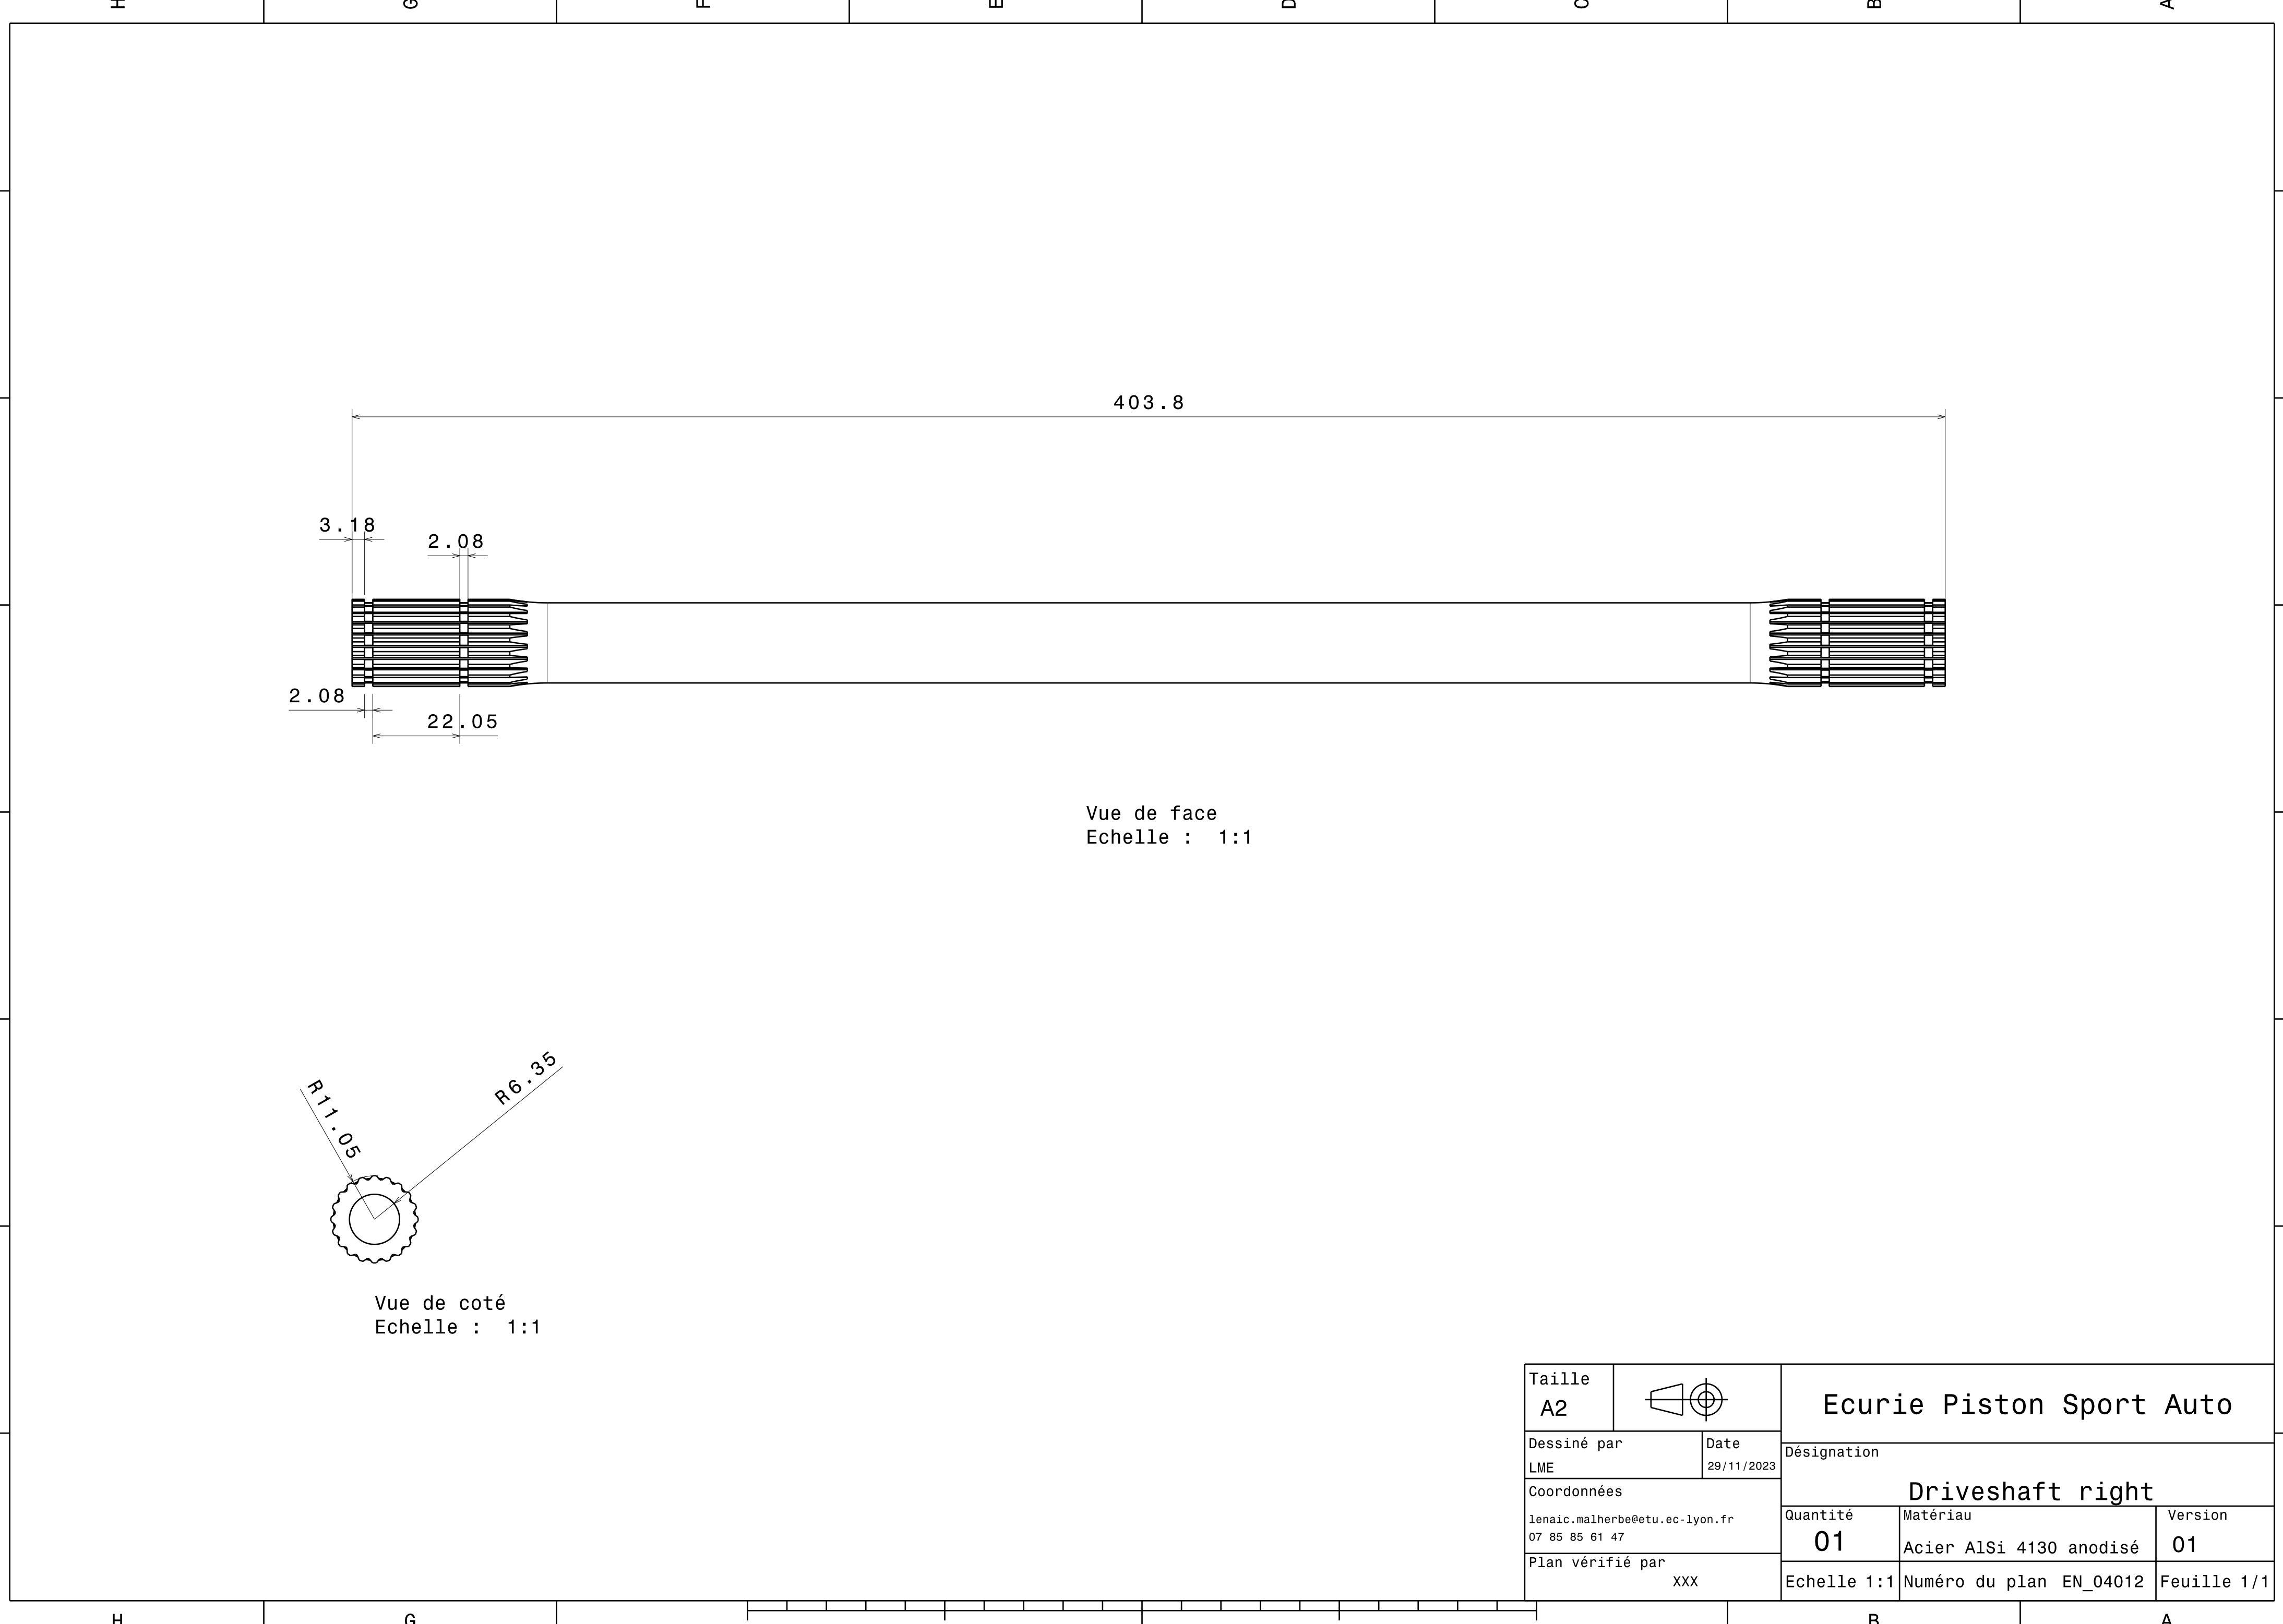 H G F E D C B A
403.8
3.18
2.08
2.08
22.05
Vue de face
Echelle : 1:1
R11.05
R6.35
Vue de coté
Echelle : 1:1
Taille
A2
Ecurie Piston Sport Auto
Dessiné par
LME
Date
29/11/2023
Désignation
Driveshaft right
Coordonnées
lenaic.malherbe@etu.ec-lyon.fr
07 85 85 61 47
Quantité
01
Matériau
Acier AlSi 4130 anodisé
Version
01
Plan vérifié par
XXX
Echelle 1:1
Numéro du plan EN_04012
Feuille 1/1
H G B A